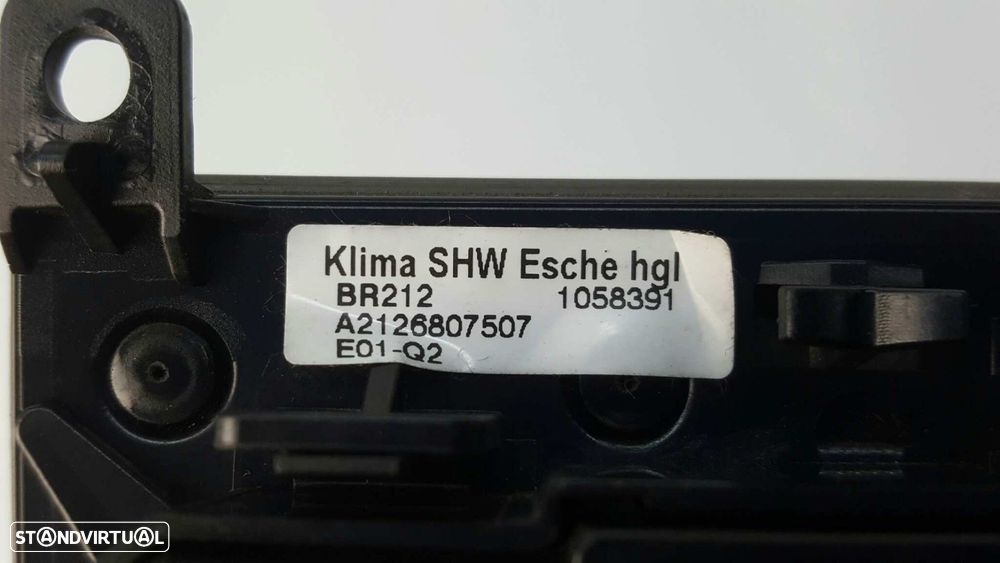 Klima SHW Esche hgl
BR212 1058391
A2126807507
E01-Q2
STANDVIRTUAL